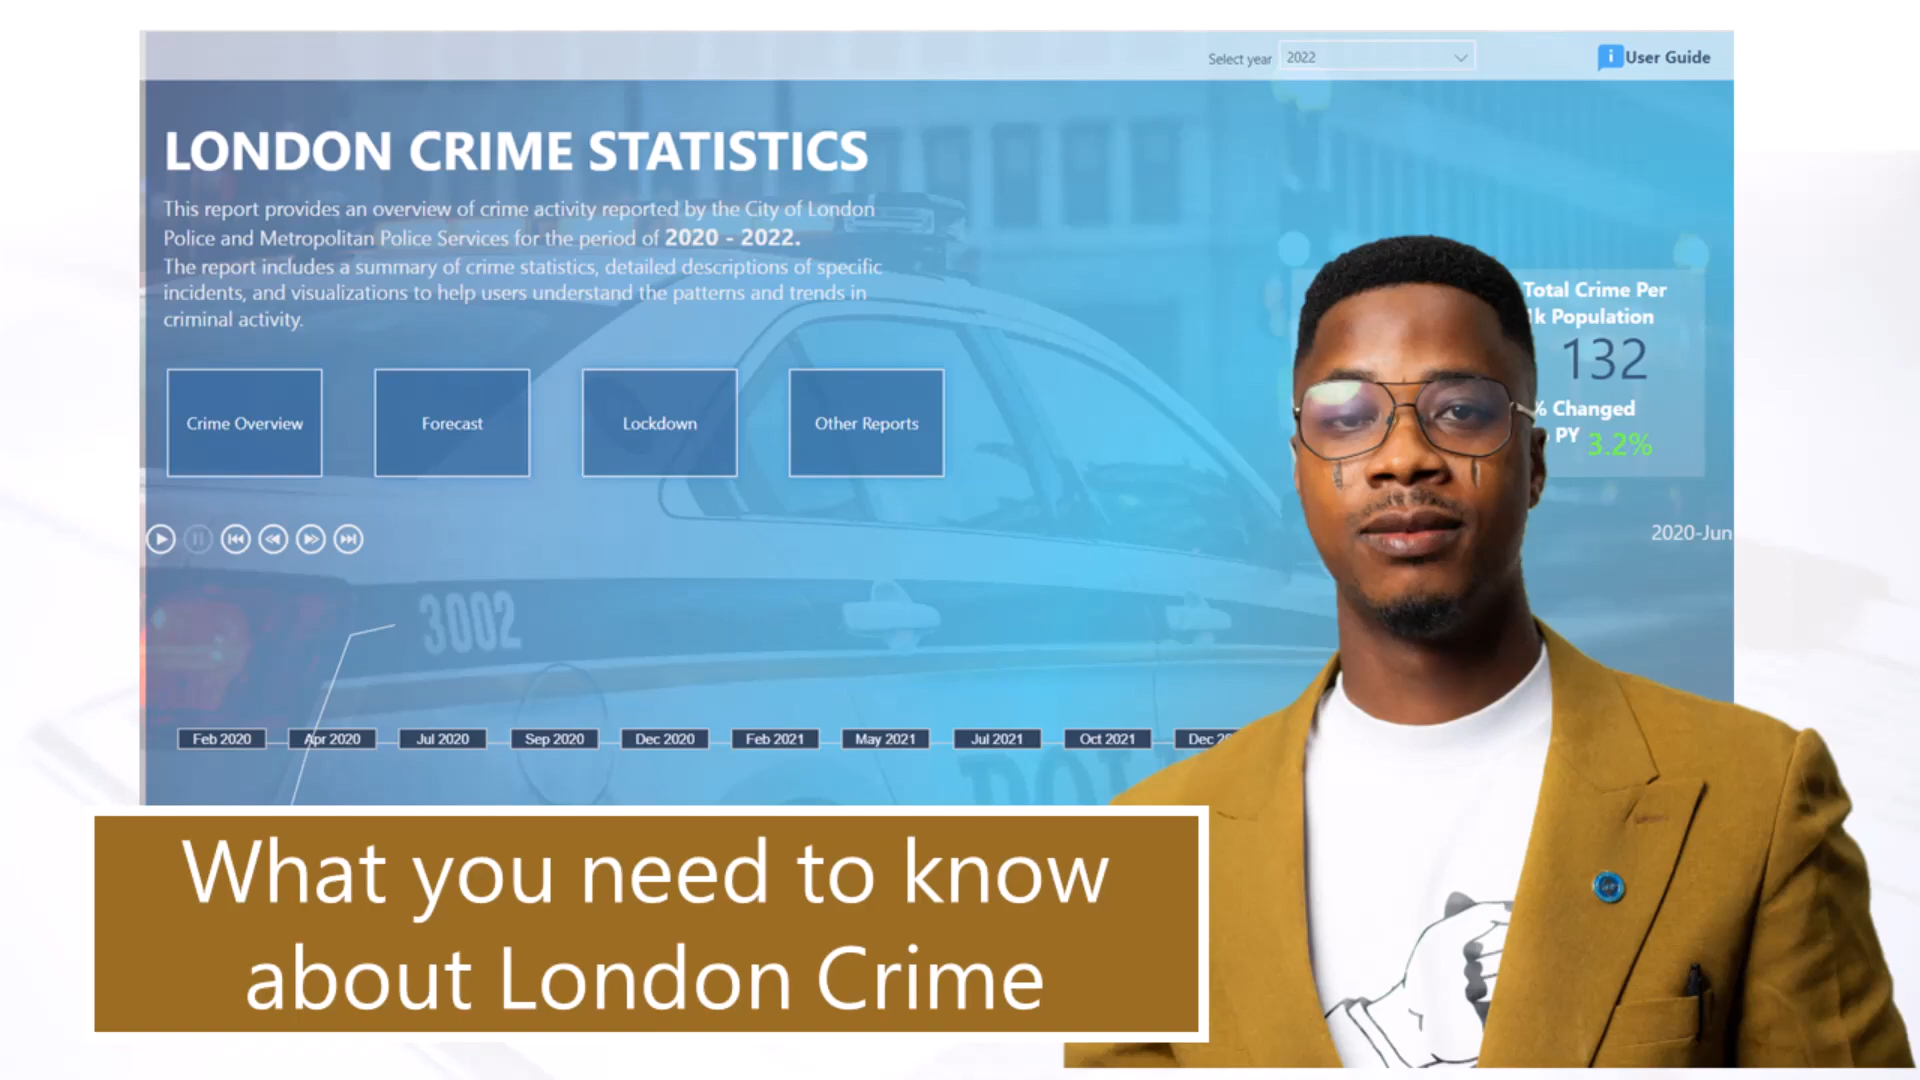 Select year 2022
User Guide
LONDON CRIME STATISTICS
This report provides an overview of crime activity reported by the City of London
Police and Metropolitan Police Services for the period of 2020 - 2022.
The report includes a summary of crime statistics, detailed descriptions of specific
incidents, and visualizations to help users understand the patterns and trends in
criminal activity.
Total Crime Per
1k Population
132
% Changed
PY 3.2%
Crime Overview
Forecast
Lockdown
Other Reports
2020-Jun
3002
Feb 2020
Apr 2020
Jul 2020
Sep 2020
Dec 2020
Feb 2021
May 2021
Jul 2021
Oct 2021
Dec
What you need to know
about London Crime